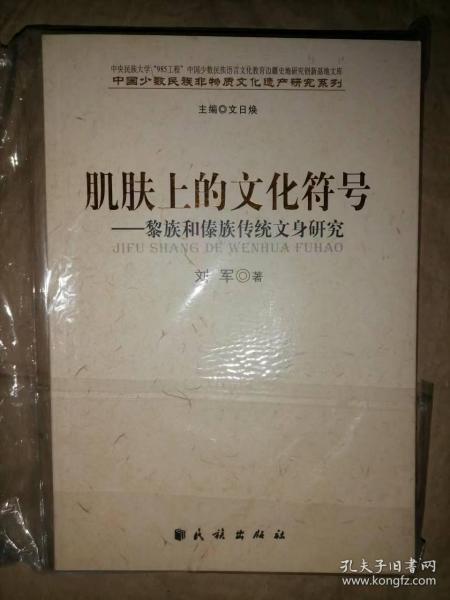 中央民族大学"985工程"中国少数民族语言文化教育边疆史地研究创新基地文库
中国少数民族非物质文化遗产研究系列
主编◎文日焕
肌肤上的文化符号
——黎族和傣族传统文身研究
JIFU SHANG DE WENHUA FUHAO
刘 军◎著
民族出版社
孔夫子旧书网
www.kongfz.com